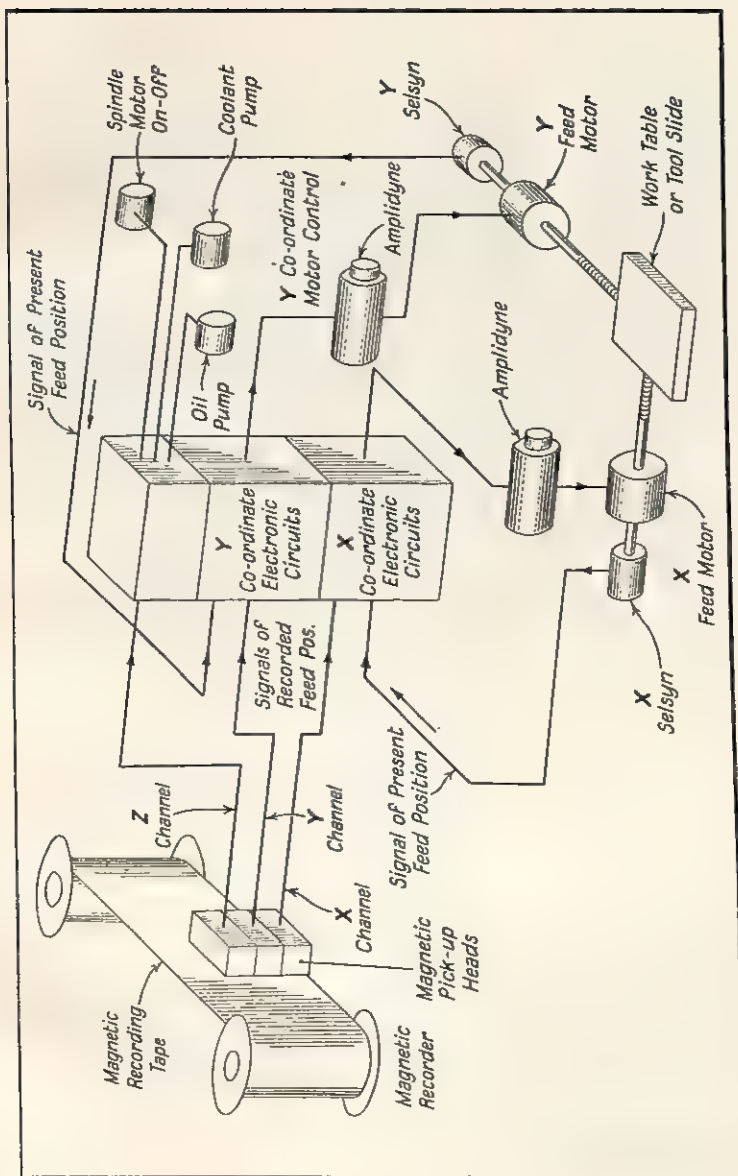 Magnetic
Recording
Tape
Magnetic
Recorder
Magnetic
Pick-up
Heads
Z
Channel
Y
Channel
X
Channel
Signal of Present
Feed Position
Signals of
Recorded
Feed Pos.
Signal of Present
Feed Position
Y
Co-ordinate
Electronic
Circuits
X
Co-ordinate
Electronic
Circuits
Spindle
Motor
On-Off
Coolant
Pump
Oil
Pump
Y Co-ordinate
Motor Control
Amplidyne
Amplidyne
Y
Selsyn
Y
Feed
Motor
Work Table
or Tool Slide
X
Feed Motor
X
Selsyn